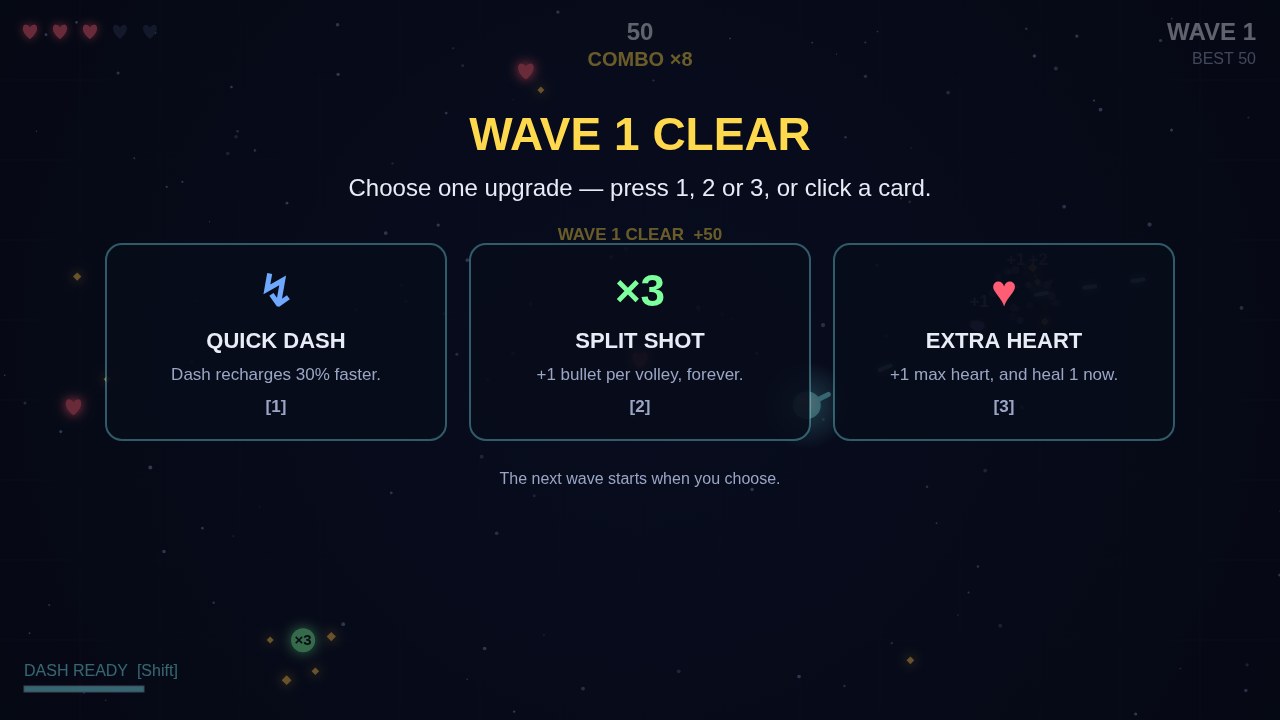 50
COMBO ×8
WAVE 1
BEST 50
WAVE 1 CLEAR
Choose one upgrade — press 1, 2 or 3, or click a card.
WAVE 1 CLEAR +50
QUICK DASH
Dash recharges 30% faster.
[1]
×3
SPLIT SHOT
+1 bullet per volley, forever.
[2]
+1 +2
+1
EXTRA HEART
+1 max heart, and heal 1 now.
[3]
The next wave starts when you choose.
×3
DASH READY [Shift]